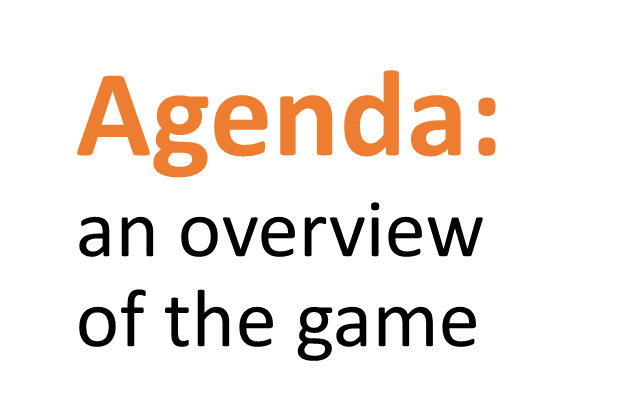 Agenda:
an overview
of the game